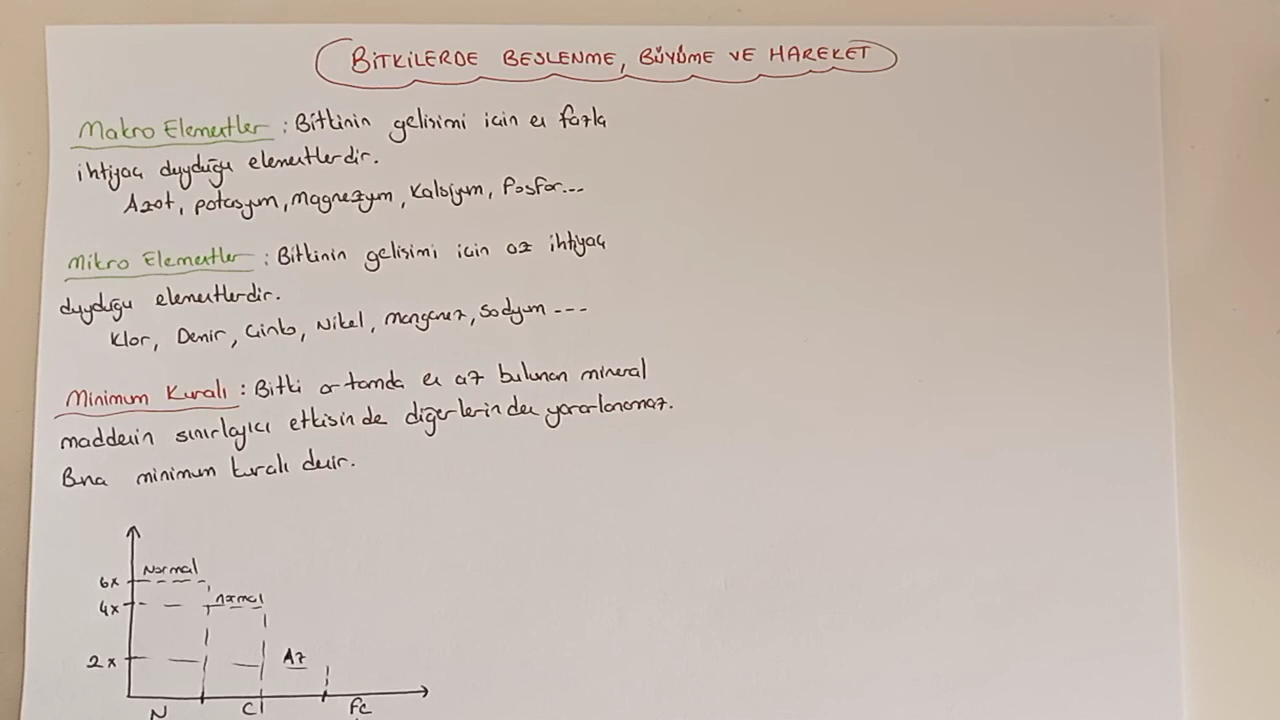 BİTKİLERDE BESLENME, BÜYÜME VE HAREKET
Makro Elementler : Bitkinin gelişimi için en fazla
ihtiyaç duyduğu elementlerdir.
Azot, potasyum, magnezyum, Kalsiyum, fosfor...
Mikro Elementler : Bitkinin gelişimi için az ihtiyaç
duyduğu elementlerdir.
Klor, Demir, Çinko, Nikel, mangenez, sodyum ---
Minimum Kuralı : Bitki ortamda en az bulunan mineral
maddenin sınırlayıcı etkisinde diğerlerinden yararlanamaz.
Buna minimum kuralı denir.
6x Normal
4x normal
2x Az
N Cl Fe